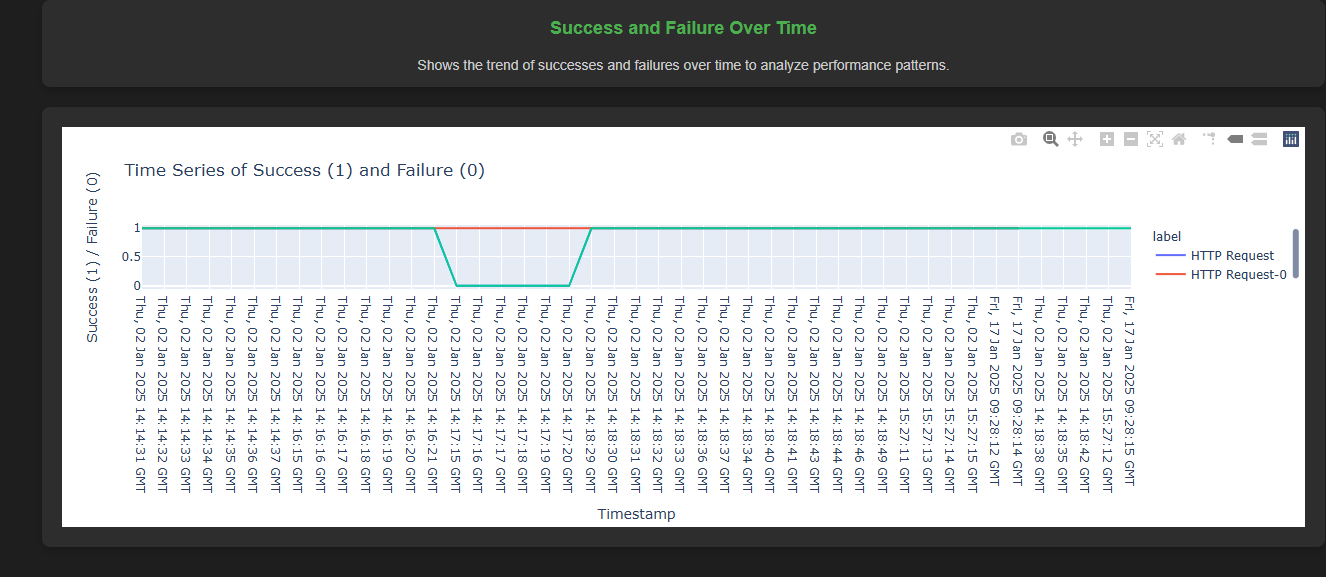 Success and Failure Over Time
Shows the trend of successes and failures over time to analyze performance patterns.
Time Series of Success (1) and Failure (0)
Success (1) / Failure (0)
1
0.5
0
label
HTTP Request
HTTP Request-0
Thu, 02 Jan 2025 14:14:31 GMT
Thu, 02 Jan 2025 14:14:32 GMT
Thu, 02 Jan 2025 14:14:33 GMT
Thu, 02 Jan 2025 14:14:34 GMT
Thu, 02 Jan 2025 14:14:35 GMT
Thu, 02 Jan 2025 14:14:36 GMT
Thu, 02 Jan 2025 14:14:37 GMT
Thu, 02 Jan 2025 14:16:15 GMT
Thu, 02 Jan 2025 14:16:16 GMT
Thu, 02 Jan 2025 14:16:17 GMT
Thu, 02 Jan 2025 14:16:18 GMT
Thu, 02 Jan 2025 14:16:19 GMT
Thu, 02 Jan 2025 14:16:20 GMT
Thu, 02 Jan 2025 14:16:21 GMT
Thu, 02 Jan 2025 14:17:15 GMT
Thu, 02 Jan 2025 14:17:16 GMT
Thu, 02 Jan 2025 14:17:17 GMT
Thu, 02 Jan 2025 14:17:18 GMT
Thu, 02 Jan 2025 14:17:19 GMT
Thu, 02 Jan 2025 14:17:20 GMT
Thu, 02 Jan 2025 14:18:29 GMT
Thu, 02 Jan 2025 14:18:30 GMT
Thu, 02 Jan 2025 14:18:31 GMT
Thu, 02 Jan 2025 14:18:32 GMT
Thu, 02 Jan 2025 14:18:33 GMT
Thu, 02 Jan 2025 14:18:36 GMT
Thu, 02 Jan 2025 14:18:37 GMT
Thu, 02 Jan 2025 14:18:34 GMT
Thu, 02 Jan 2025 14:18:40 GMT
Thu, 02 Jan 2025 14:18:41 GMT
Thu, 02 Jan 2025 14:18:43 GMT
Thu, 02 Jan 2025 14:18:44 GMT
Thu, 02 Jan 2025 14:18:46 GMT
Thu, 02 Jan 2025 14:18:49 GMT
Thu, 02 Jan 2025 15:27:11 GMT
Thu, 02 Jan 2025 15:27:13 GMT
Thu, 02 Jan 2025 15:27:14 GMT
Thu, 02 Jan 2025 15:27:15 GMT
Fri, 17 Jan 2025 09:28:12 GMT
Fri, 17 Jan 2025 09:28:14 GMT
Thu, 02 Jan 2025 14:18:38 GMT
Thu, 02 Jan 2025 14:18:35 GMT
Thu, 02 Jan 2025 14:18:42 GMT
Thu, 02 Jan 2025 15:27:12 GMT
Fri, 17 Jan 2025 09:28:15 GMT
Timestamp